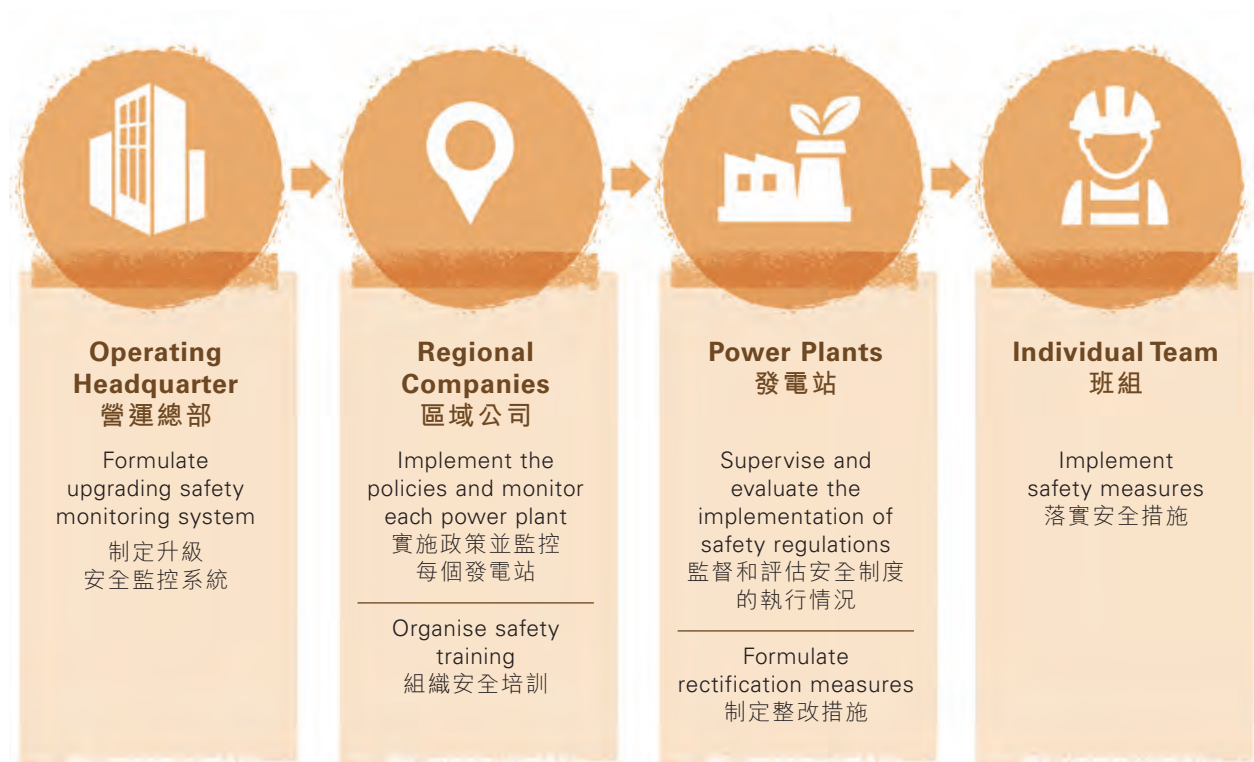 Operating
Headquarter
營運總部
Formulate
upgrading safety
monitoring system
制定升級
安全監控系統
Regional
Companies
區域公司
Implement the
policies and monitor
each power plant
實施政策並監控
每個發電站
Organise safety
training
組織安全培訓
Power Plants
發電站
Supervise and
evaluate the
implementation of
safety regulations
監督和評估安全制度
的執行情況
Formulate
rectification measures
制定整改措施
Individual Team
班組
Implement
safety measures
落實安全措施